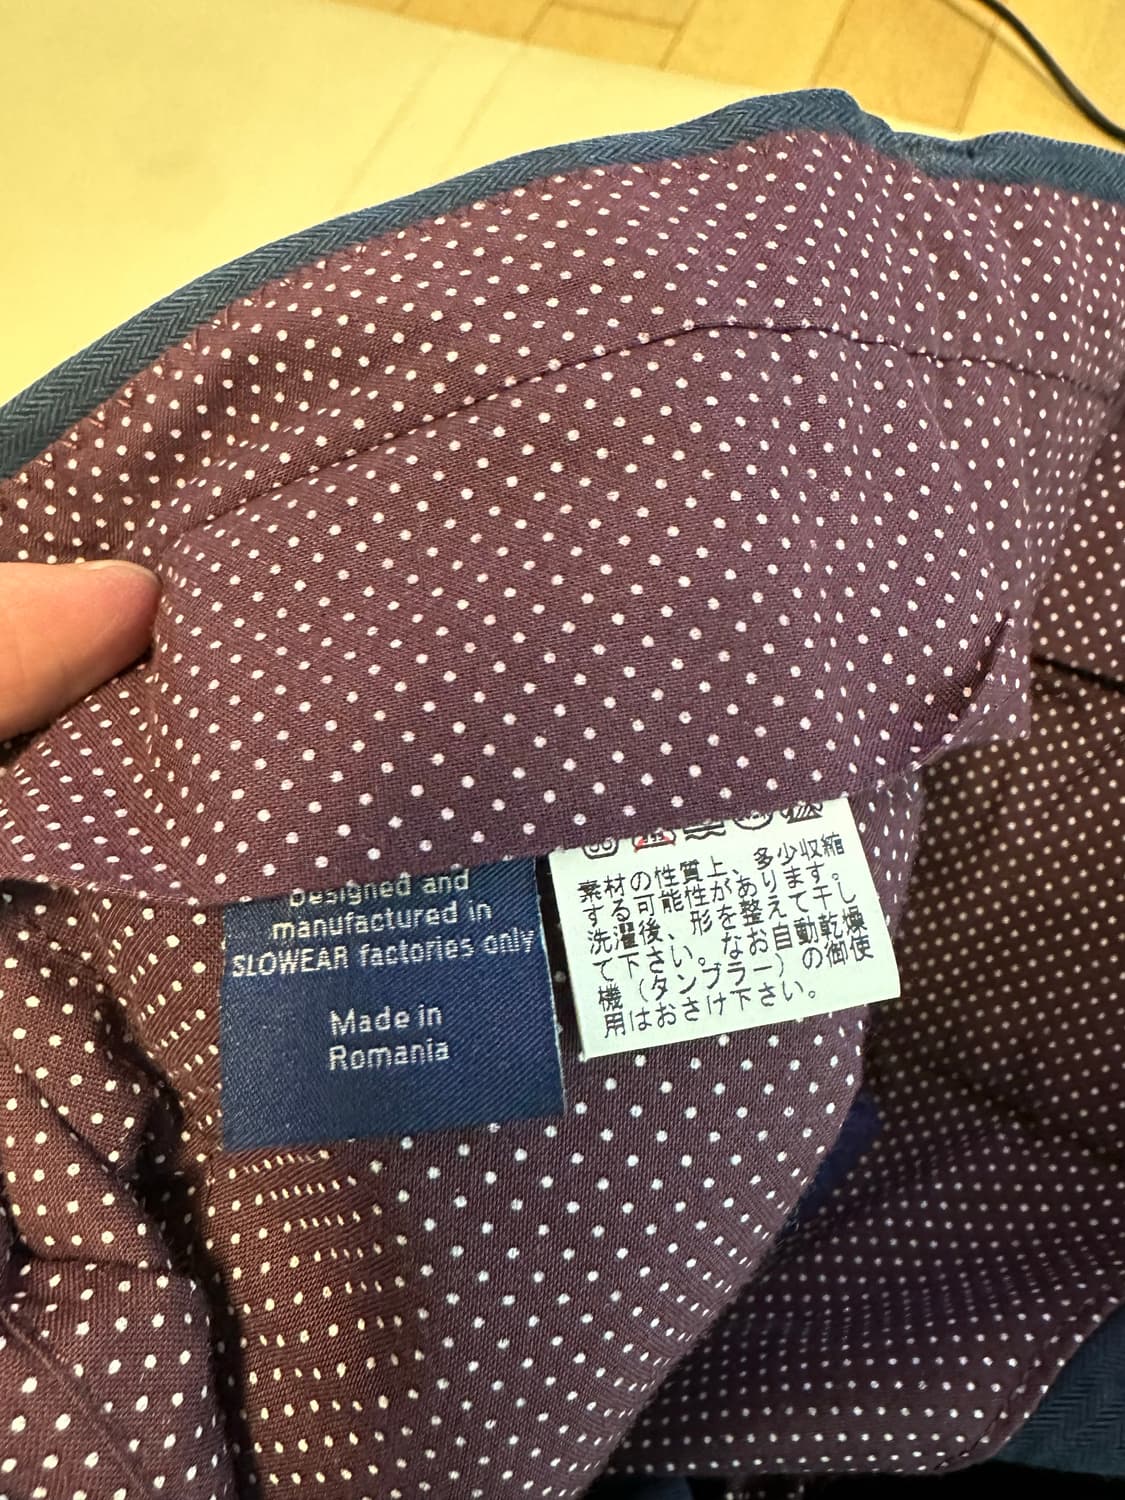 Designed and
manufactured in
SLOWEAR factories only
Made in
Romania
素材の性質上、多少収縮
する可能性があります。
洗濯後、形を整えて干し
て下さい。なお自動乾燥
機（タンブラー）の御使
用はおさけ下さい。